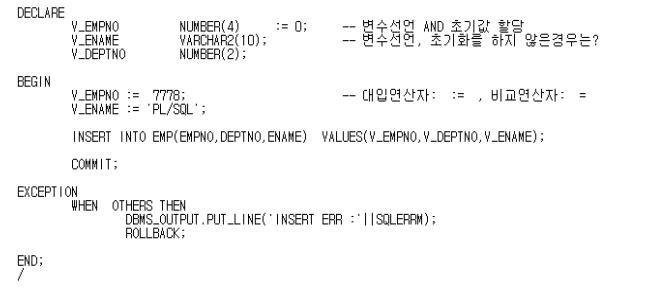 DECLARE
V_EMPNO NUMBER(4) := 0; -- 변수선언 AND 초기값 할당
V_ENAME VARCHAR2(10); -- 변수선언, 초기화를 하지 않은경우는?
V_DEPTNO NUMBER(2);
BEGIN
V_EMPNO := 7778; -- 대입연산자: := , 비교연산자: =
V_ENAME := 'PL/SQL';
INSERT INTO EMP(EMPNO,DEPTNO,ENAME) VALUES(V_EMPNO,V_DEPTNO,V_ENAME);
COMMIT;
EXCEPTION
WHEN OTHERS THEN
DBMS_OUTPUT.PUT_LINE('INSERT ERR :'||SQLERRM);
ROLLBACK;
END;
/